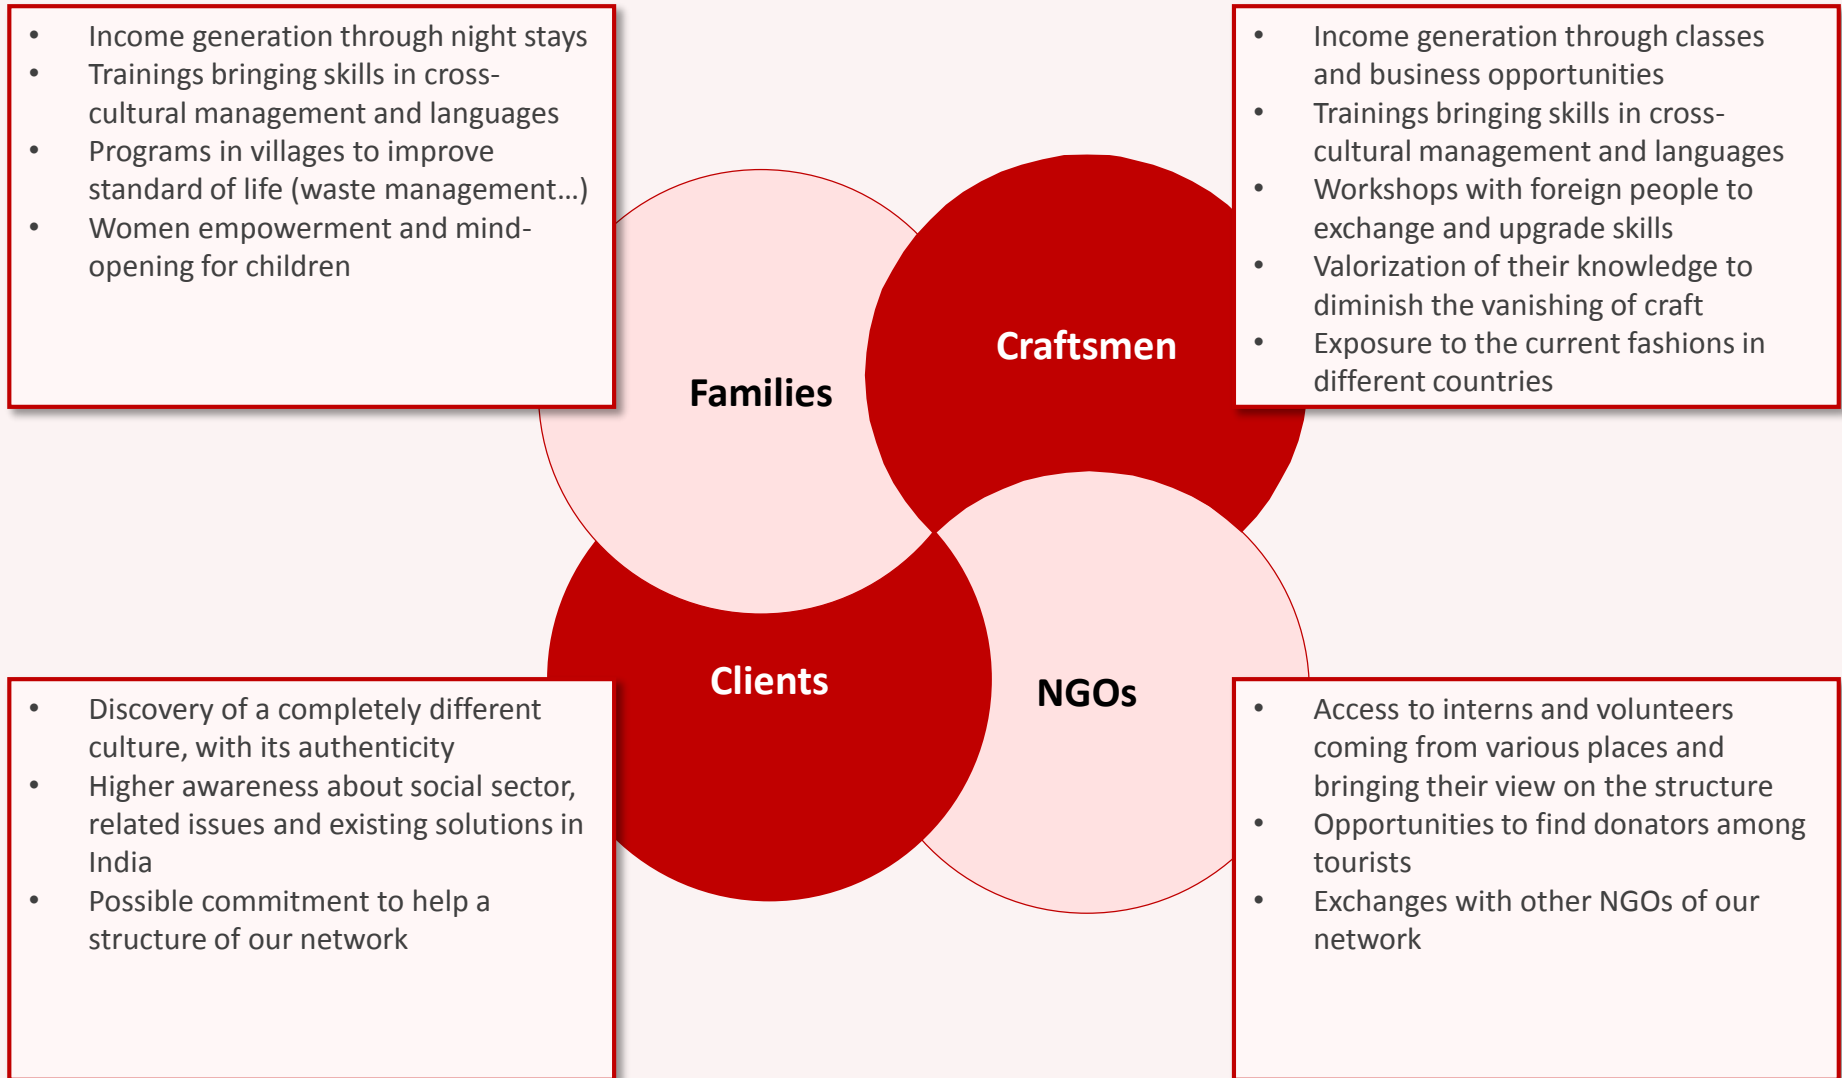 • Income generation through night stays
• Trainings bringing skills in cross-
cultural management and languages
• Programs in villages to improve
standard of life (waste management…)
• Women empowerment and mind-
opening for children
• Income generation through classes
and business opportunities
• Trainings bringing skills in cross-
cultural management and languages
• Workshops with foreign people to
exchange and upgrade skills
• Valorization of their knowledge to
diminish the vanishing of craft
• Exposure to the current fashions in
different countries
Families
Craftsmen
Clients
NGOs
• Discovery of a completely different
culture, with its authenticity
• Higher awareness about social sector,
related issues and existing solutions in
India
• Possible commitment to help a
structure of our network
• Access to interns and volunteers
coming from various places and
bringing their view on the structure
• Opportunities to find donators among
tourists
• Exchanges with other NGOs of our
network